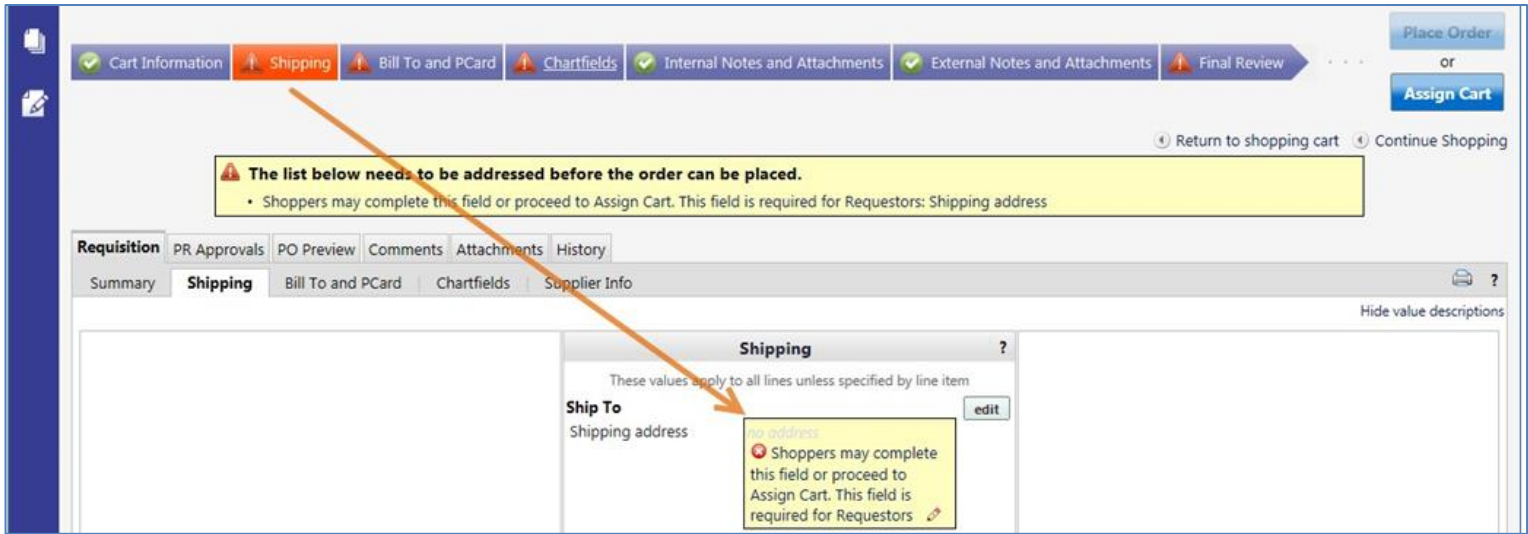 Place Order
Cart Information Shipping Bill To and PCard Chartfields Internal Notes and Attachments External Notes and Attachments Final Review
or
Assign Cart
Return to shopping cart Continue Shopping
The list below needs to be addressed before the order can be placed.
• Shoppers may complete this field or proceed to Assign Cart. This field is required for Requestors: Shipping address
Requisition PR Approvals PO Preview Comments Attachments History
Summary Shipping Bill To and PCard Chartfields Supplier Info ?
Hide value descriptions
Shipping ?
These values apply to all lines unless specified by line item
Ship To edit
Shipping address no address
Shoppers may complete
this field or proceed to
Assign Cart. This field is
required for Requestors